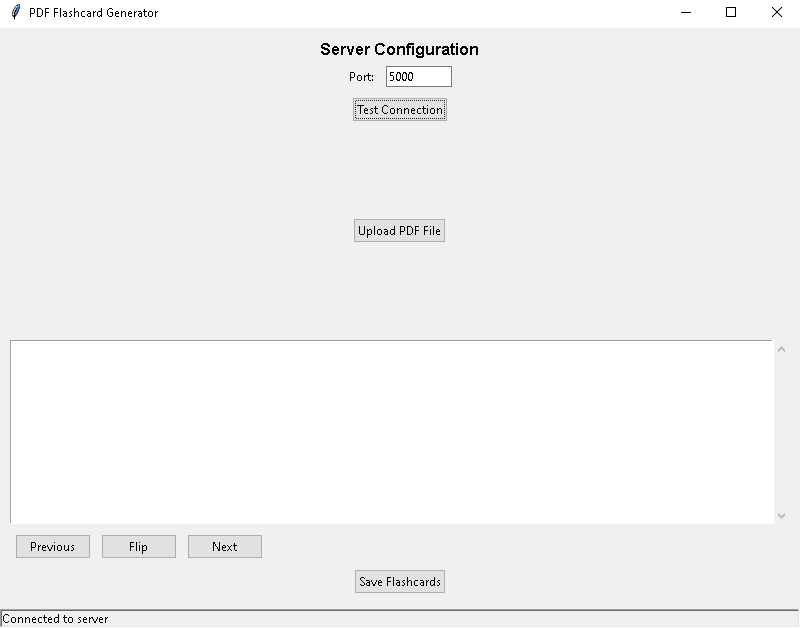 PDF Flashcard Generator
Server Configuration
Port: 5000
Test Connection
Upload PDF File
Previous Flip Next
Save Flashcards
Connected to server